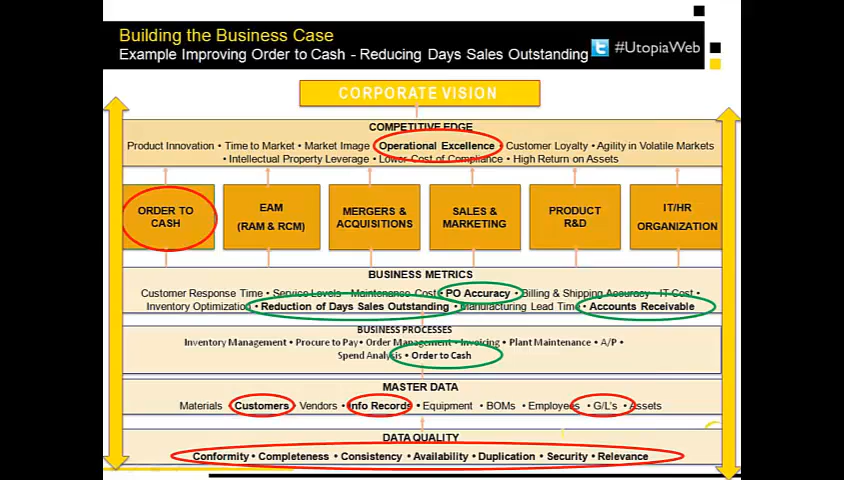 Building the Business Case
Example Improving Order to Cash - Reducing Days Sales Outstanding
#UtopiaWeb
CORPORATE VISION
COMPETITIVE EDGE
Product Innovation • Time to Market • Market Image • Operational Excellence • Customer Loyalty • Agility in Volatile Markets
• Intellectual Property Leverage • Lower Cost of Compliance • High Return on Assets
ORDER TO
CASH
EAM
(RAM & RCM)
MERGERS &
ACQUISITIONS
SALES &
MARKETING
PRODUCT
R&D
IT/HR
ORGANIZATION
BUSINESS METRICS
Customer Response Time • Service Levels • Maintenance Cost • PO Accuracy • Billing & Shipping Accuracy • IT Cost •
Inventory Optimization • Reduction of Days Sales Outstanding • Manufacturing Lead Time • Accounts Receivable
BUSINESS PROCESSES
Inventory Management • Procure to Pay • Order Management • Invoicing • Plant Maintenance • A/P •
Spend Analysis • Order to Cash
MASTER DATA
Materials • Customers • Vendors • Info Records • Equipment • BOMs • Employees • G/L's • Assets
DATA QUALITY
Conformity • Completeness • Consistency • Availability • Duplication • Security • Relevance